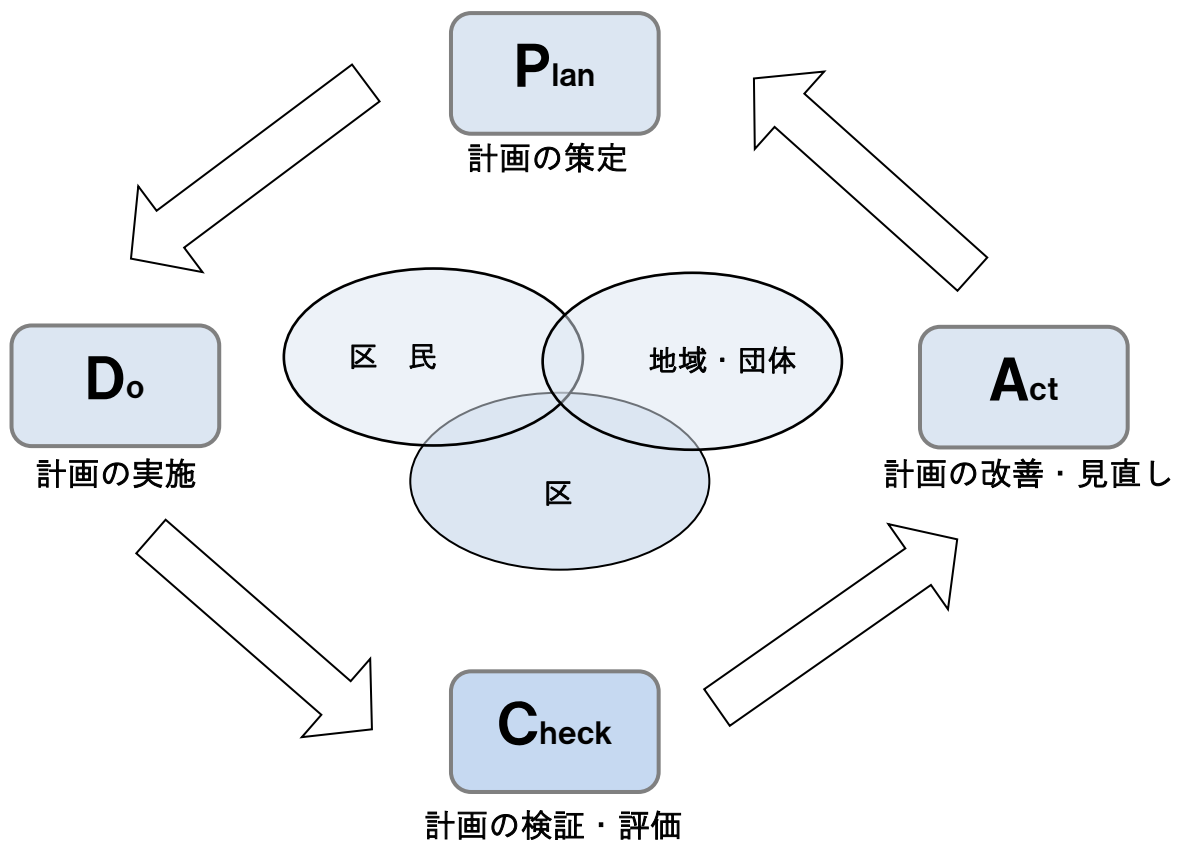 Plan
計画の策定
区　民
地域・団体
Do
計画の実施
Act
計画の改善・見直し
区
Check
計画の検証・評価